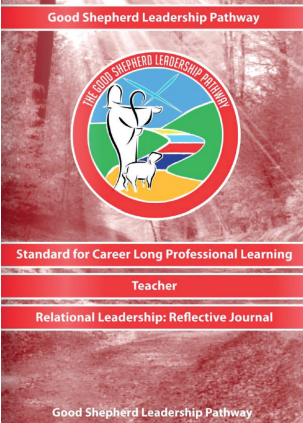 Good Shepherd Leadership Pathway
THE GOOD SHEPHERD LEADERSHIP PATHWAY
Standard for Career Long Professional Learning
Teacher
Relational Leadership: Reflective Journal
Good Shepherd Leadership Pathway